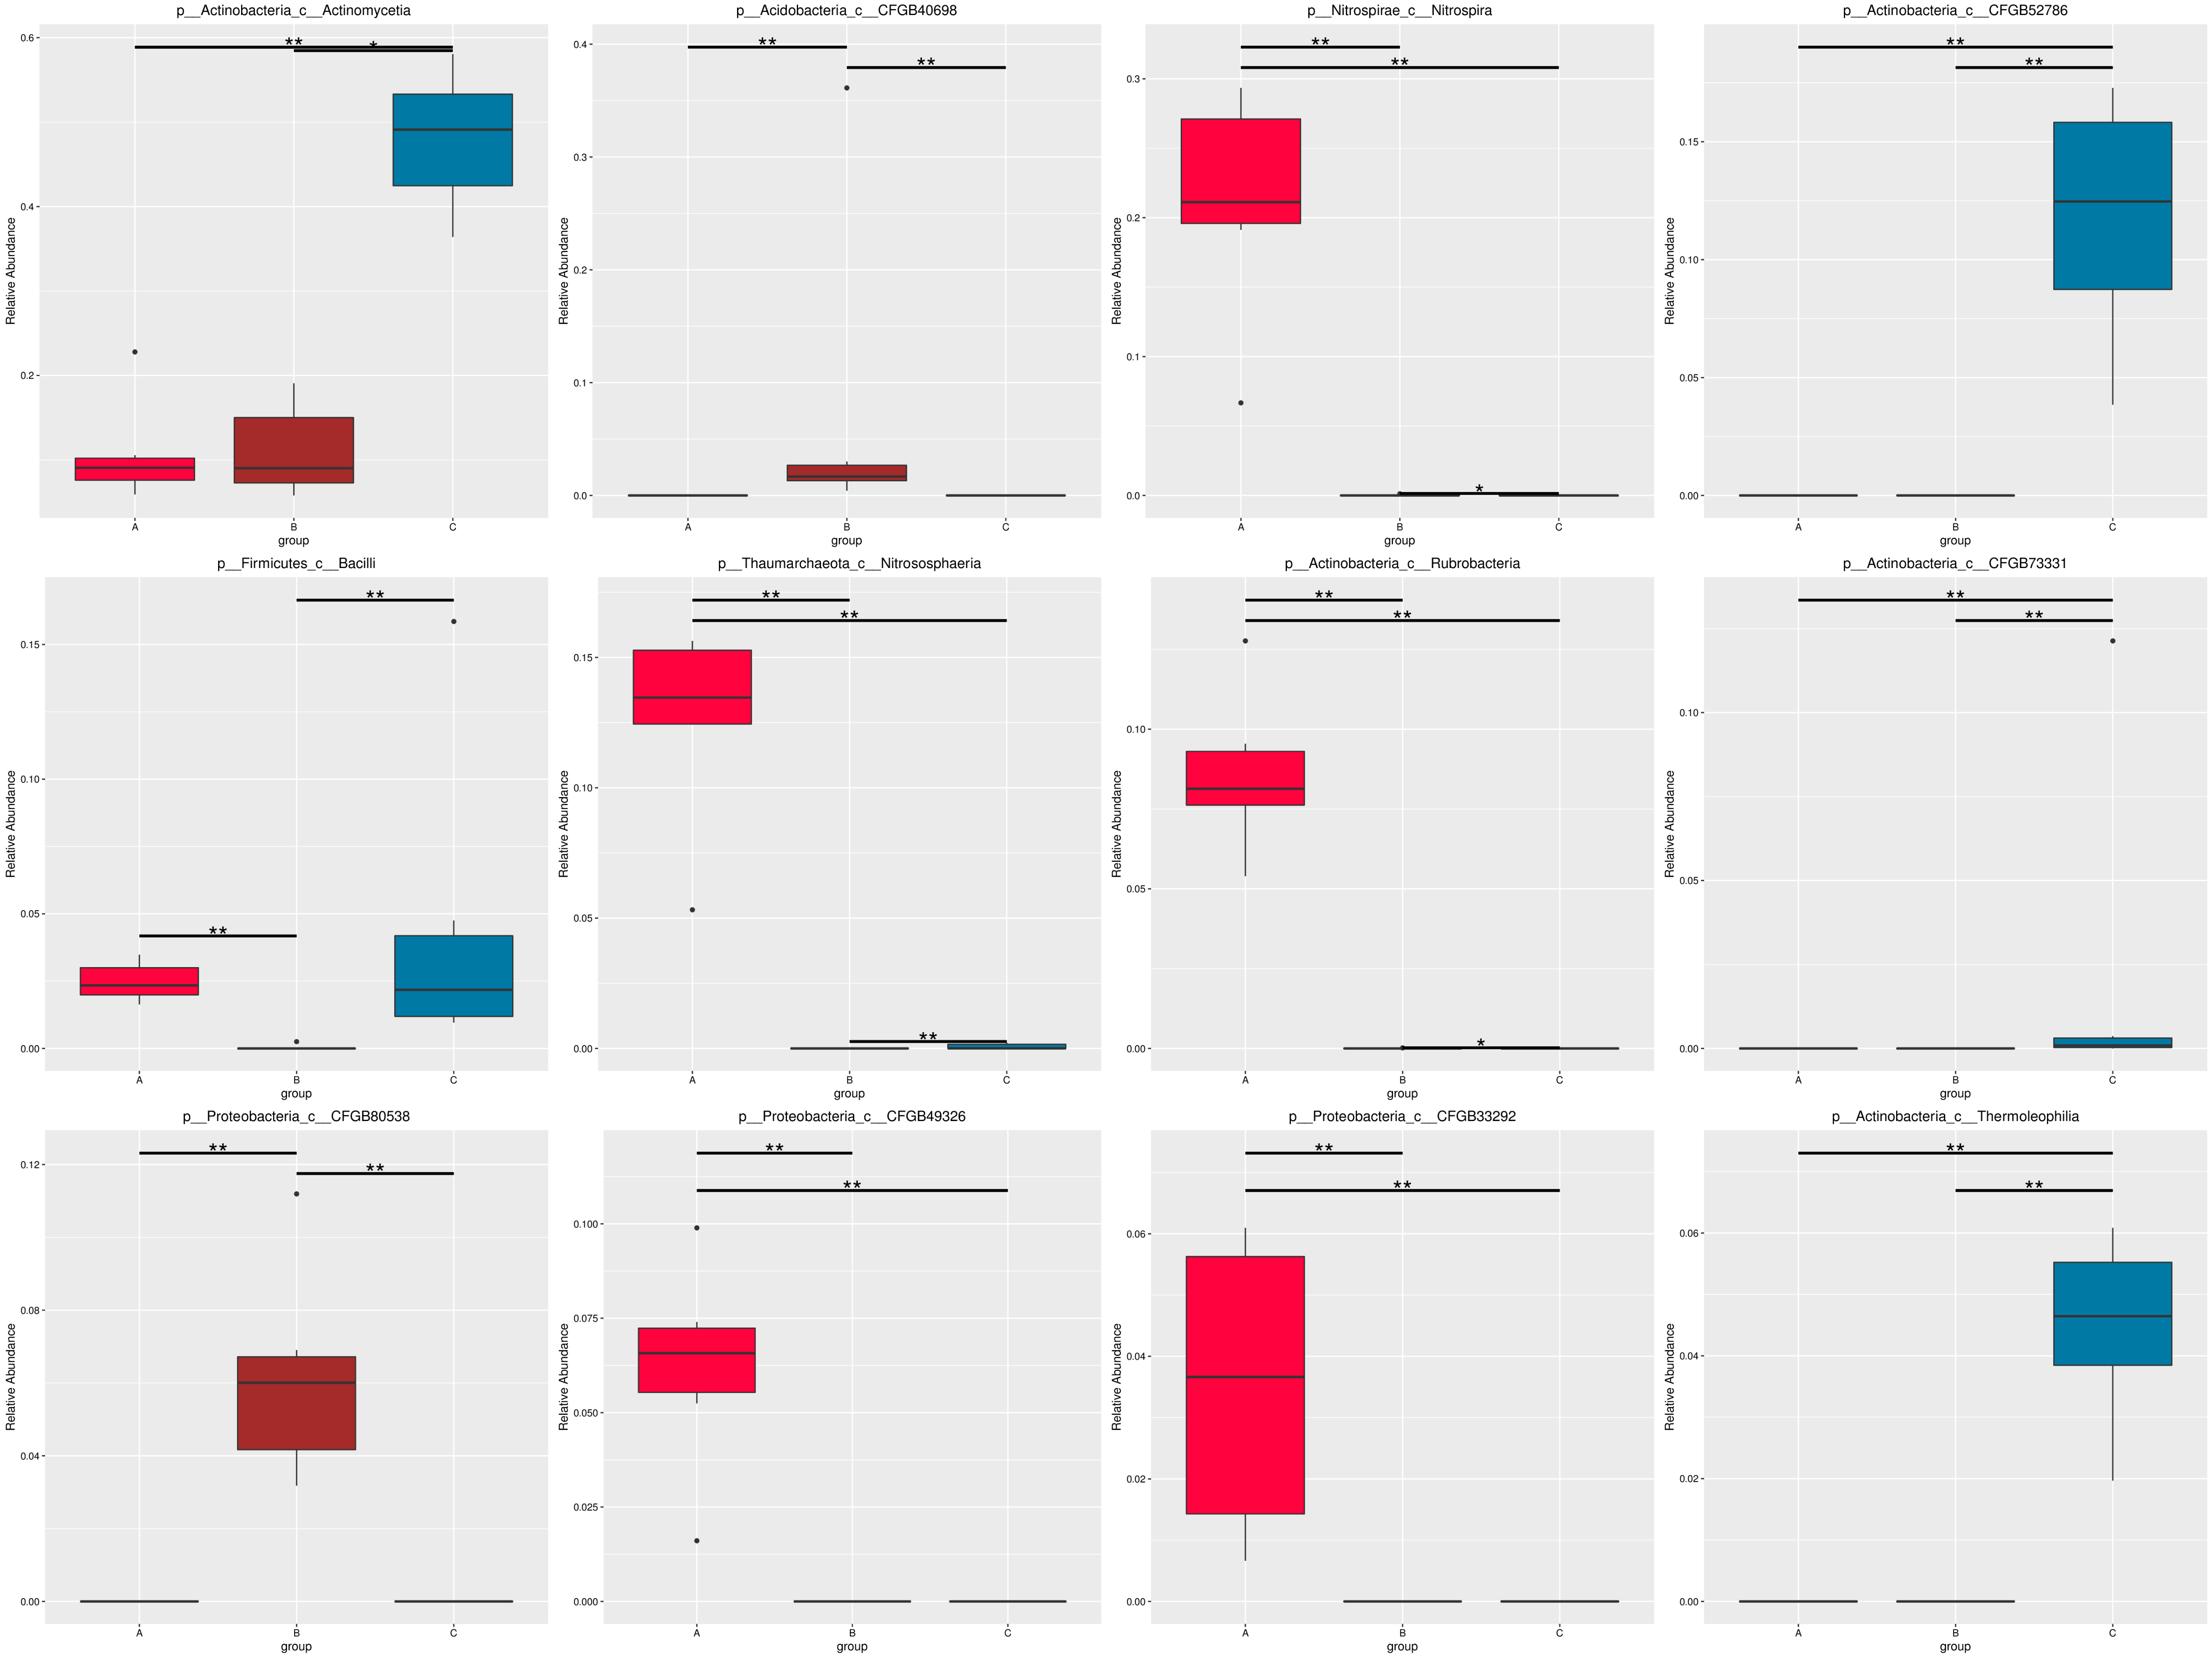 p__Actinobacteria_c__Actinomycetia
**
*
0.6
0.4
0.2
Relative Abundance
A B C
group
p__Acidobacteria_c__CFGB40698
**
**
0.4
0.3
0.2
0.1
0.0
Relative Abundance
A B C
group
p__Nitrospirae_c__Nitrospira
**
**
*
0.3
0.2
0.1
0.0
Relative Abundance
A B C
group
p__Actinobacteria_c__CFGB52786
**
**
0.15
0.10
0.05
0.00
Relative Abundance
A B C
group
p__Firmicutes_c__Bacilli
**
**
0.15
0.10
0.05
0.00
Relative Abundance
A B C
group
p__Thaumarchaeota_c__Nitrososphaeria
**
**
**
0.15
0.10
0.05
0.00
Relative Abundance
A B C
group
p__Actinobacteria_c__Rubrobacteria
**
**
*
0.10
0.05
0.00
Relative Abundance
A B C
group
p__Actinobacteria_c__CFGB73331
**
**
0.10
0.05
0.00
Relative Abundance
A B C
group
p__Proteobacteria_c__CFGB80538
**
**
0.12
0.08
0.04
0.00
Relative Abundance
A B C
group
p__Proteobacteria_c__CFGB49326
**
**
0.100
0.075
0.050
0.025
0.000
Relative Abundance
A B C
group
p__Proteobacteria_c__CFGB33292
**
**
0.06
0.04
0.02
0.00
Relative Abundance
A B C
group
p__Actinobacteria_c__Thermoleophilia
**
**
0.06
0.04
0.02
0.00
Relative Abundance
A B C
group